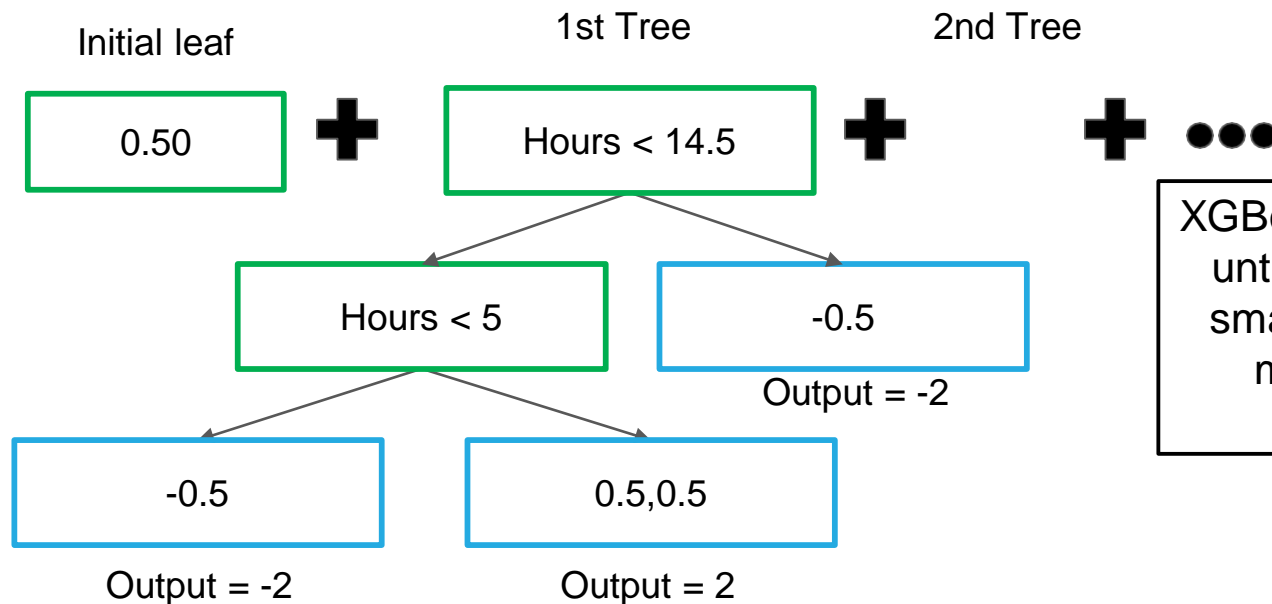 Initial leaf
1st Tree
2nd Tree
0.50
Hours < 14.5
Hours < 5
-0.5
Output = -2
-0.5
0.5,0.5
Output = -2
Output = 2